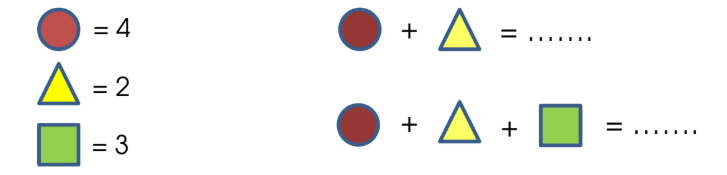 = 4
= 2
= 3
+ = .......
+ + = .......